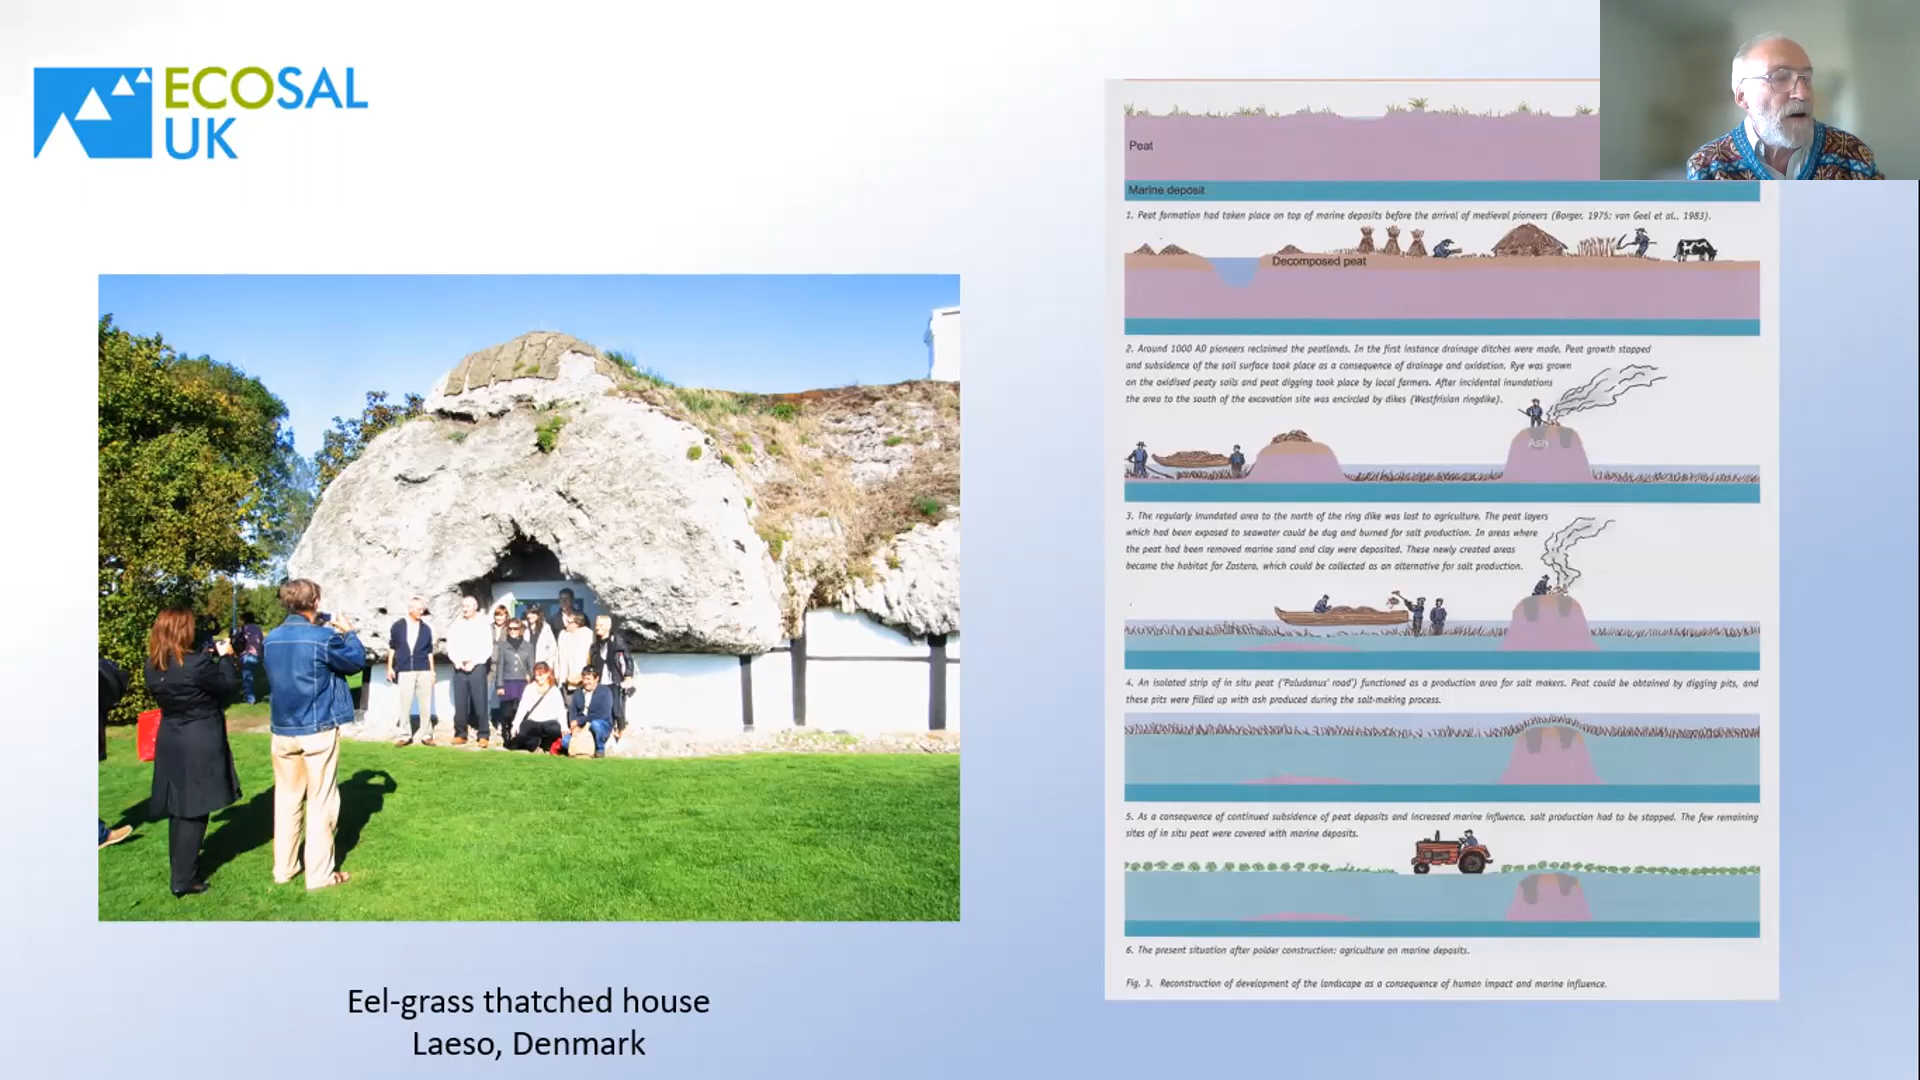 ECOSAL
UK
Eel-grass thatched house
Laeso, Denmark
Peat
Marine deposit
1. Peat formation had taken place on top of marine deposits before the arrival of medieval pioneers (Borger, 1975; van Geel et al., 1983).
Decomposed peat
2. Around 1000 AD pioneers reclaimed the peatlands. In the first instance drainage ditches were made. Peat growth stopped
and subsidence of the soil surface took place as a consequence of drainage and oxidation. Rye was grown
on the oxidised peaty soils and peat digging took place by local farmers. After incidental inundations
the area to the south of the excavation site was encircled by dikes (Westfrisian ringdike).
Ash
3. The regularly inundated area to the north of the ring dike was lost to agriculture. The peat layers
which had been exposed to seawater could be dug and burned for salt production. In areas where
the peat had been removed marine sand and clay were deposited. These newly created areas
became the habitat for Zostera, which could be collected as an alternative for salt production.
4. An isolated strip of in situ peat ('Paludanus' road') functioned as a production area for salt makers. Peat could be obtained by digging pits, and
these pits were filled up with ash produced during the salt-making process.
5. As a consequence of continued subsidence of peat deposits and increased marine influence, salt production had to be stopped. The few remaining
sites of in situ peat were covered with marine deposits.
6. The present situation after polder construction: agriculture on marine deposits.
Fig. 3. Reconstruction of development of the landscape as a consequence of human impact and marine influence.